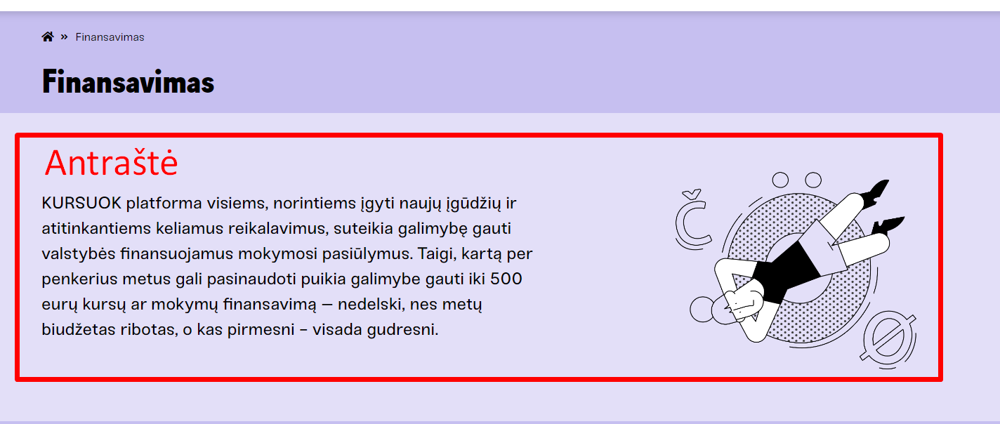 » Finansavimas
Finansavimas
Antraštė
KURSUOK platforma visiems, norintiems įgyti naujų įgūdžių ir
atitinkantiems keliamus reikalavimus, suteikia galimybę gauti
valstybės finansuojamus mokymosi pasiūlymus. Taigi, kartą per
penkerius metus gali pasinaudoti puikia galimybe gauti iki 500
eurų kursų ar mokymų finansavimą — nedelski, nes metų
biudžetas ribotas, o kas pirmesni – visada gudresni.
Č
Ø